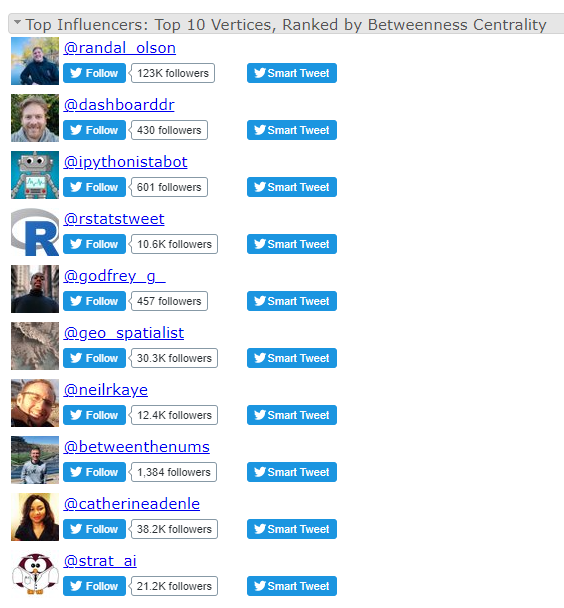 Top Influencers: Top 10 Vertices, Ranked by Betweenness Centrality
@randal_olson
Follow 123K followers Smart Tweet
@dashboarddr
Follow 430 followers Smart Tweet
@ipythonistabot
Follow 601 followers Smart Tweet
@rstatstweet
R
Follow 10.6K followers Smart Tweet
@godfrey_g_
Follow 457 followers Smart Tweet
@geo_spatialist
Follow 30.3K followers Smart Tweet
@neilrkaye
Follow 12.4K followers Smart Tweet
@betweenthenums
Follow 1,384 followers Smart Tweet
@catherineadenle
Follow 38.2K followers Smart Tweet
@strat_ai
Follow 21.2K followers Smart Tweet